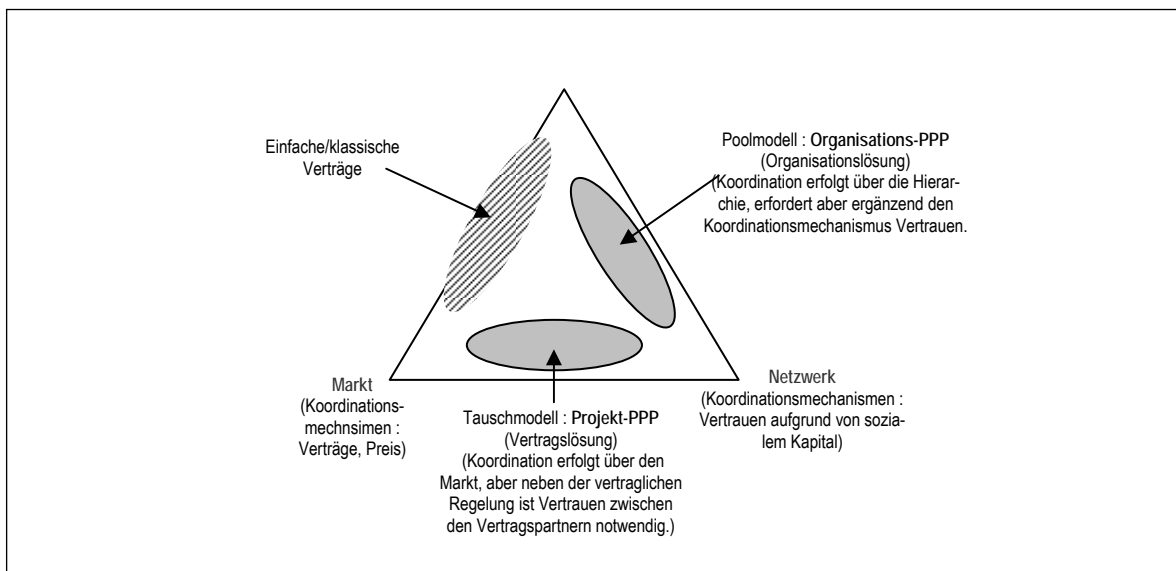 Einfache/klassische
Verträge
Poolmodell : Organisations-PPP
(Organisationslösung)
(Koordination erfolgt über die Hierar-
chie, erfordert aber ergänzend den
Koordinationsmechanismus Vertrauen.
Markt
(Koordinations-
mechnsimen :
Verträge, Preis)
Tauschmodell : Projekt-PPP
(Vertragslösung)
(Koordination erfolgt über den
Markt, aber neben der vertraglichen
Regelung ist Vertrauen zwischen
den Vertragspartnern notwendig.)
Netzwerk
(Koordinationsmechanismen :
Vertrauen aufgrund von sozia-
lem Kapital)